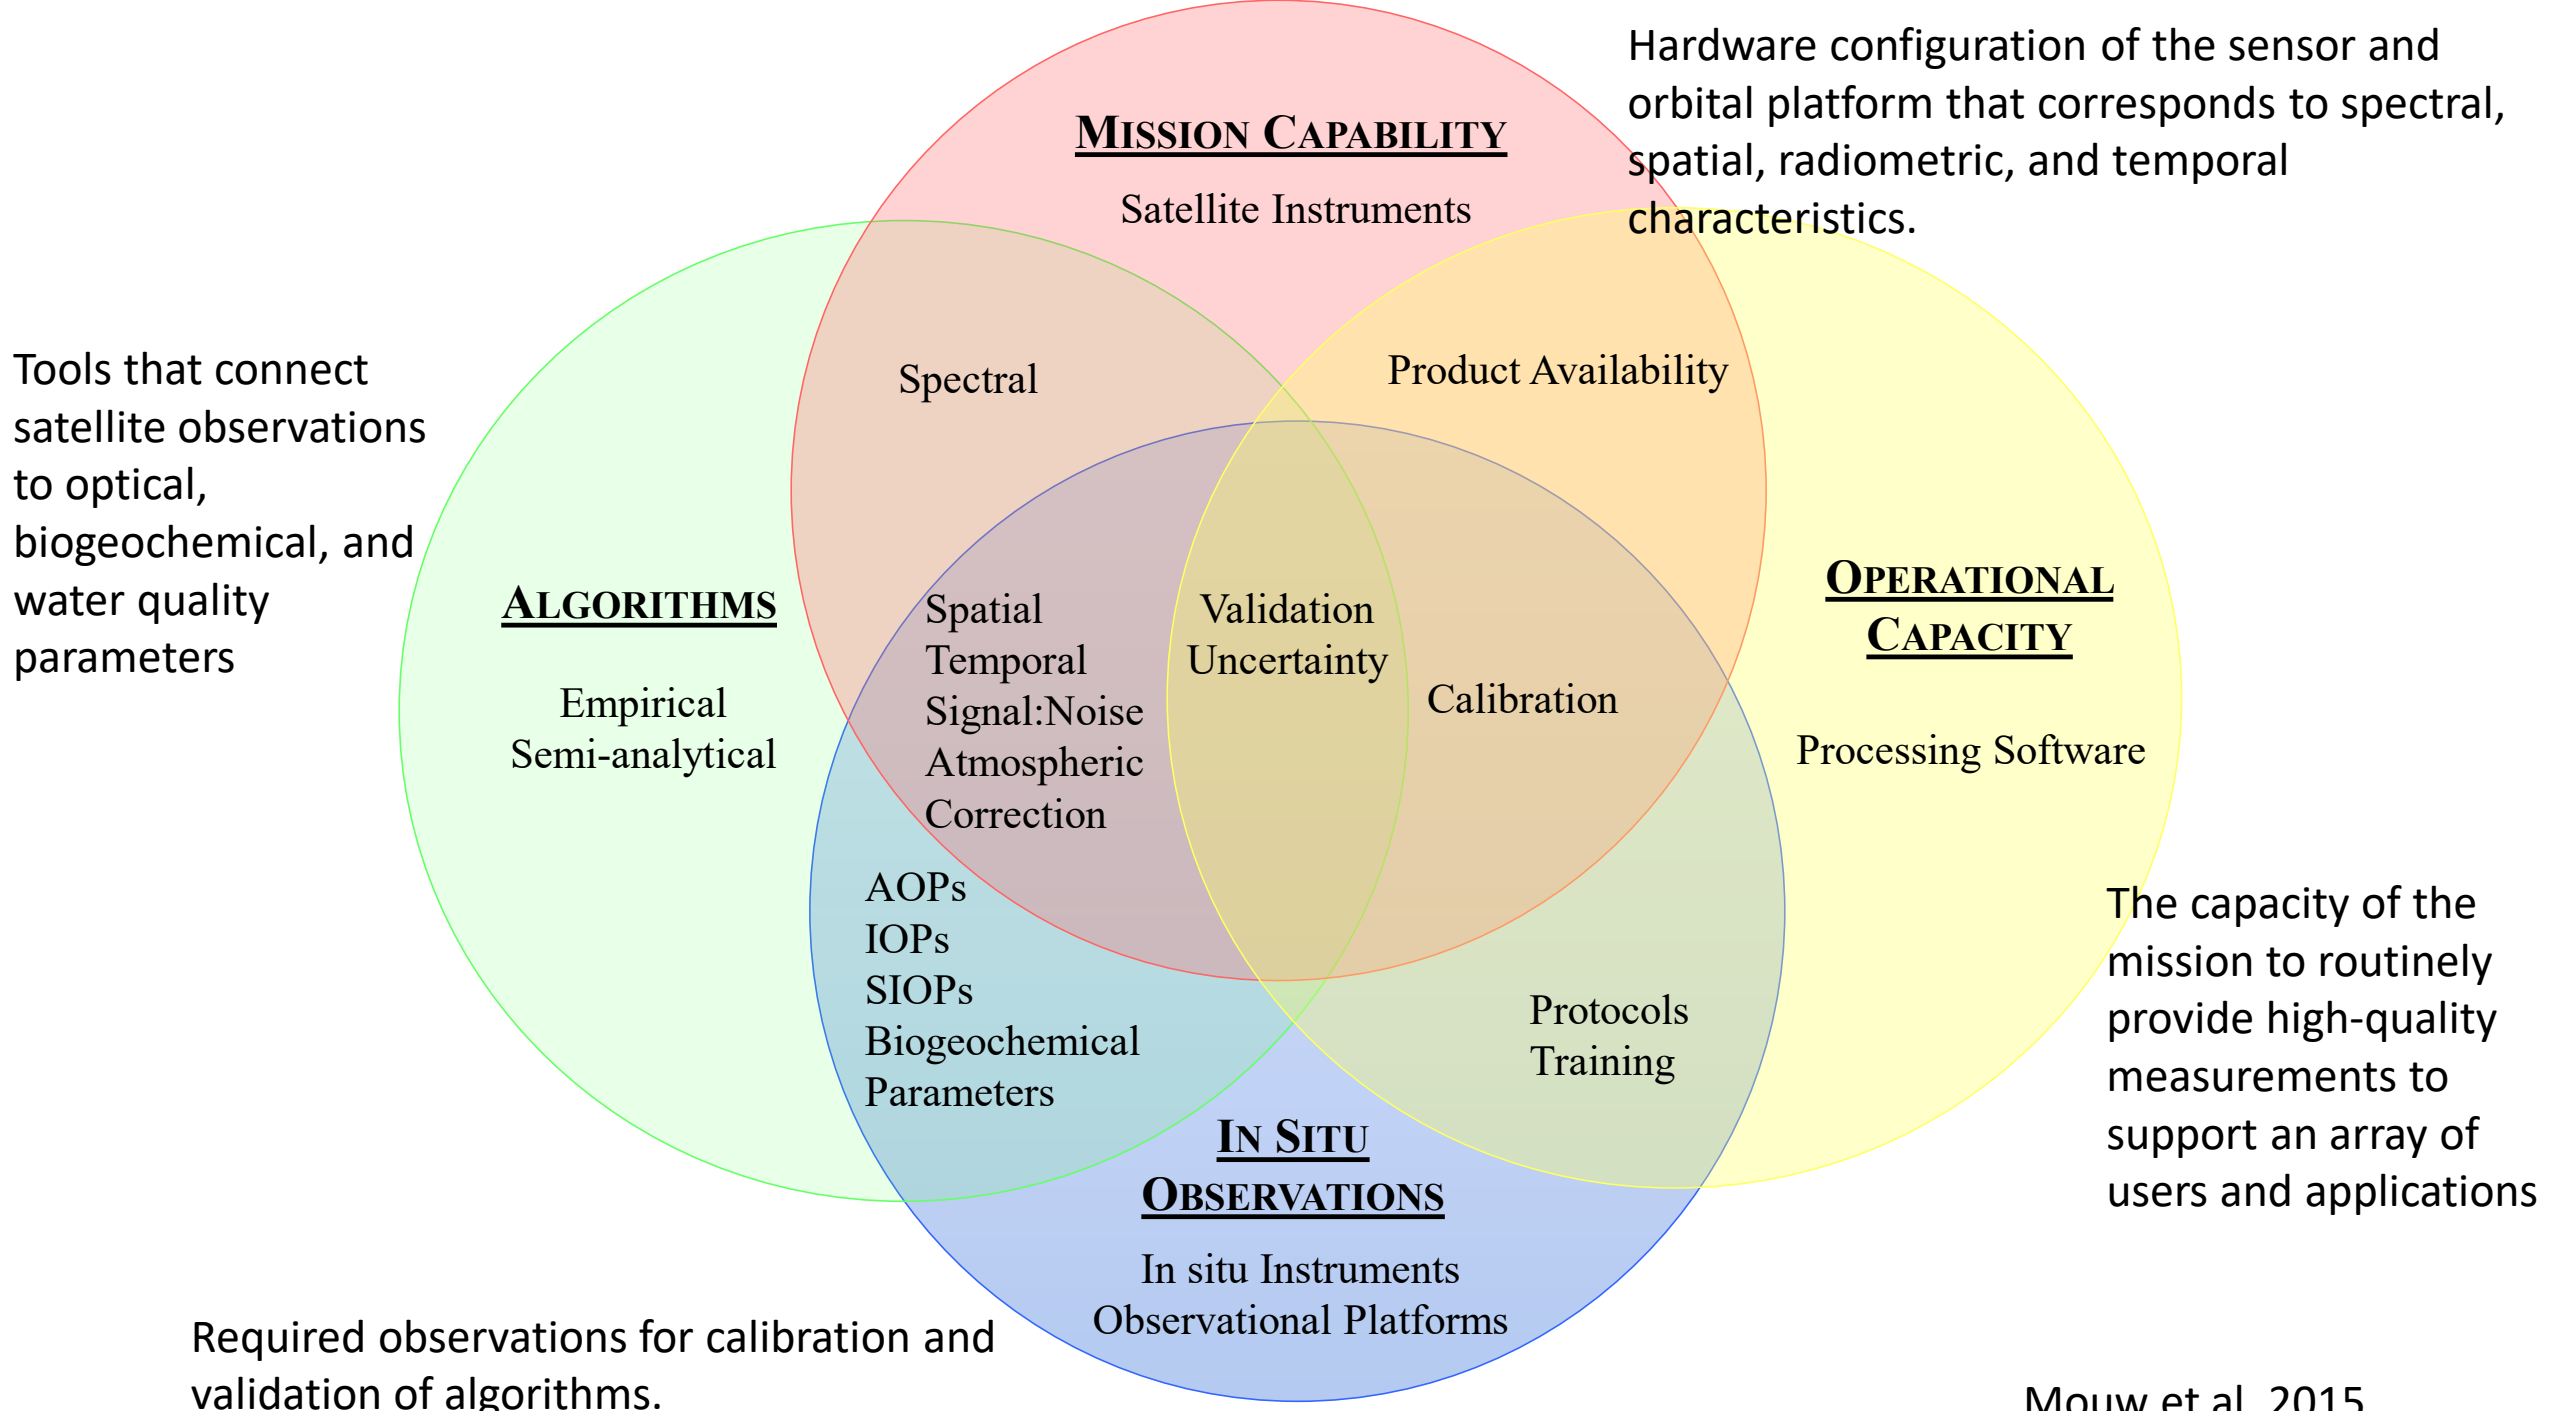 Hardware configuration of the sensor and
orbital platform that corresponds to spectral,
spatial, radiometric, and temporal
characteristics.
MISSION CAPABILITY
Satellite Instruments
Tools that connect
satellite observations
to optical,
biogeochemical, and
water quality
parameters
Spectral
Product Availability
ALGORITHMS
Empirical
Semi-analytical
Spatial
Temporal
Signal:Noise
Atmospheric
Correction
Validation
Uncertainty
Calibration
OPERATIONAL
CAPACITY
Processing Software
AOPs
IOPs
SIOPs
Biogeochemical
Parameters
Protocols
Training
The capacity of the
mission to routinely
provide high-quality
measurements to
support an array of
users and applications
IN SITU
OBSERVATIONS
In situ Instruments
Observational Platforms
Required observations for calibration and
validation of algorithms.
Mouw et al. 2015